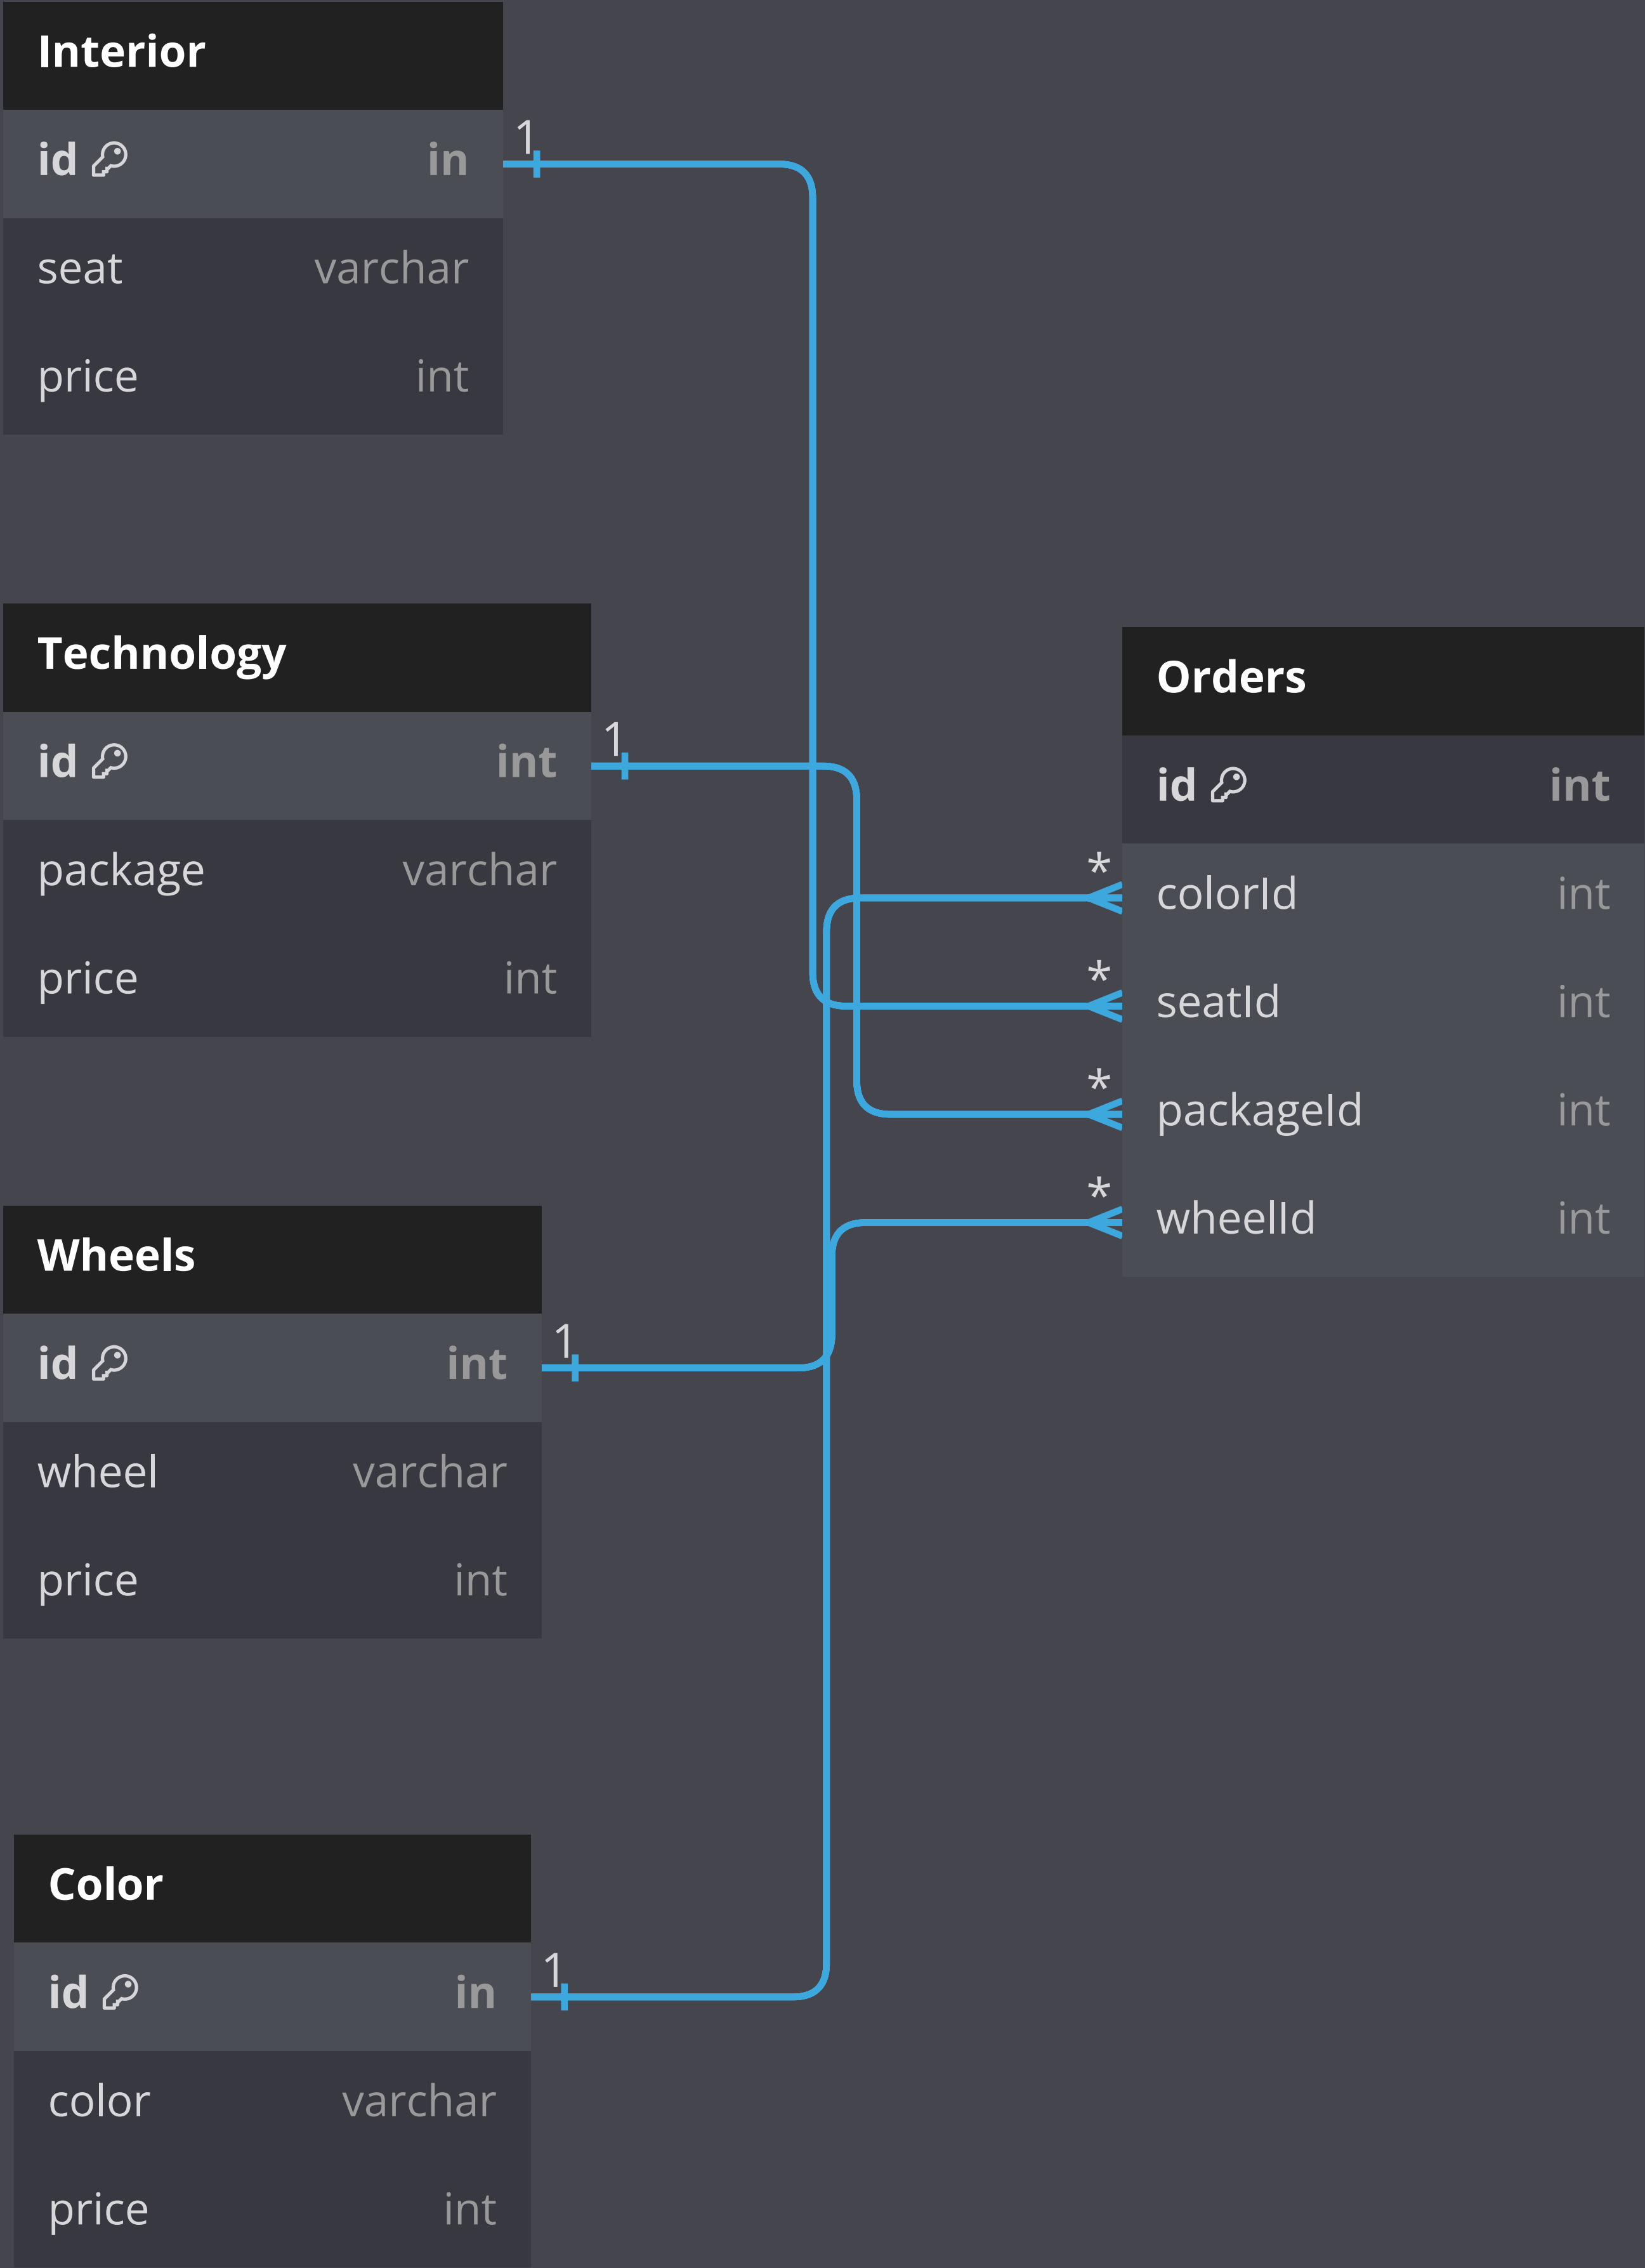 Interior
id in
1
seat varchar
price int
Technology
id int
1
package varchar
price int
Wheels
id int
1
wheel varchar
price int
Color
id in
1
color varchar
price int
Orders
id int
*
colorId int
*
seatId int
*
packageId int
*
wheelId int